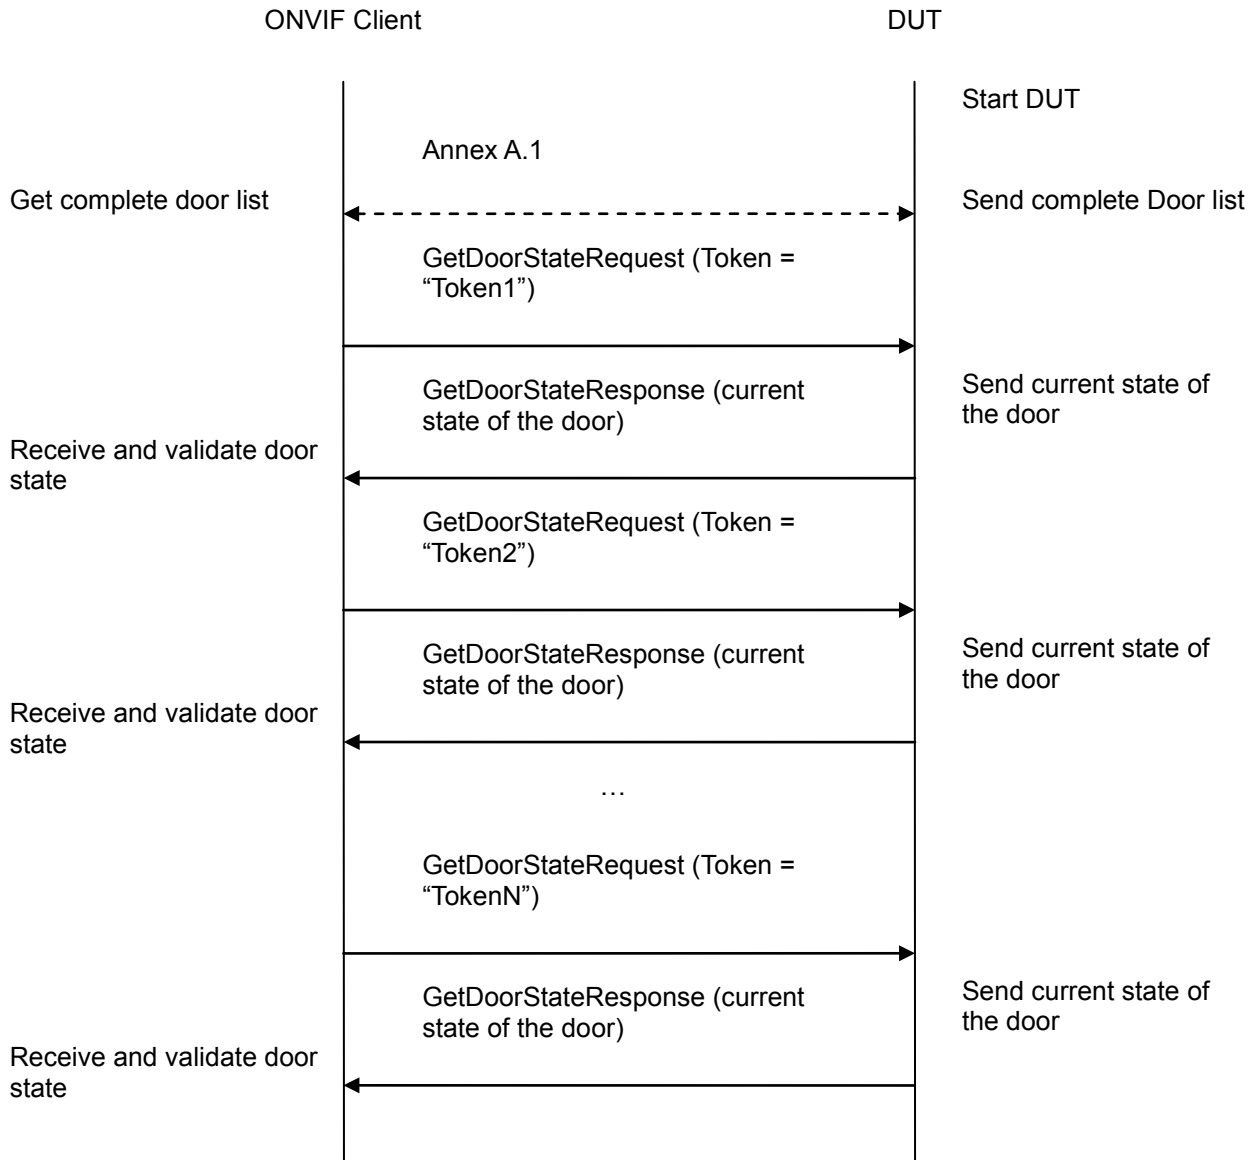 ONVIF Client
DUT
Start DUT
Annex A.1
Get complete door list
Send complete Door list
GetDoorStateRequest (Token =
“Token1”)
GetDoorStateResponse (current
state of the door)
Send current state of
the door
Receive and validate door
state
GetDoorStateRequest (Token =
“Token2”)
GetDoorStateResponse (current
state of the door)
Send current state of
the door
Receive and validate door
state
…
GetDoorStateRequest (Token =
“TokenN”)
GetDoorStateResponse (current
state of the door)
Send current state of
the door
Receive and validate door
state